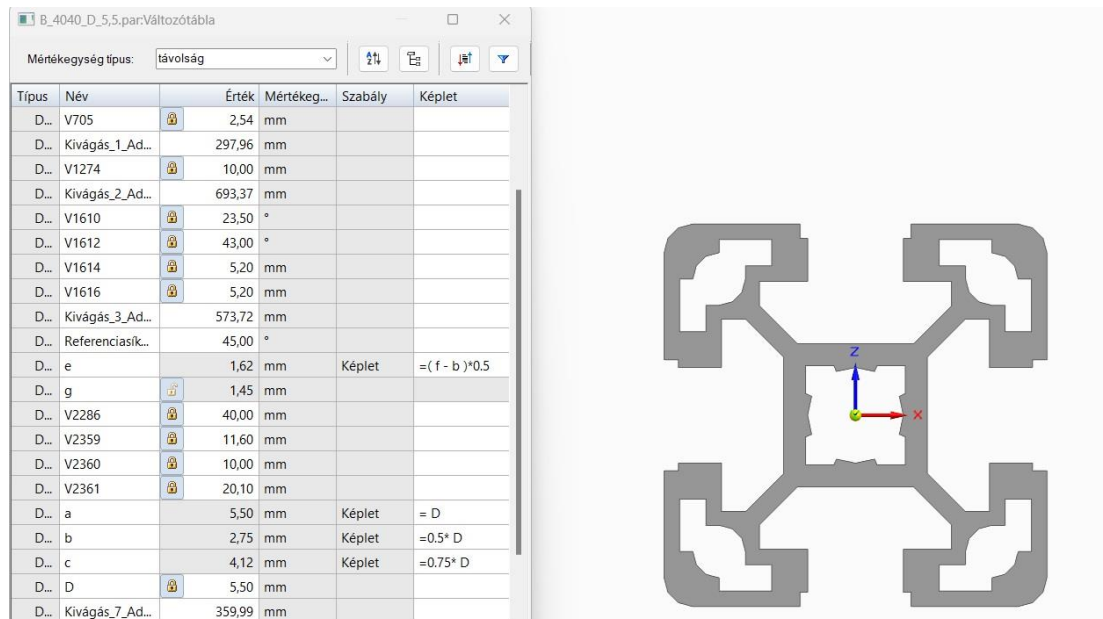 B_4040_D_5,5.par:Változótábla
Mértékegység típus: távolság
Típus Név Érték Mértékeg... Szabály Képlet
D... V705 2,54 mm
D... Kivágás_1_Ad... 297,96 mm
D... V1274 10,00 mm
D... Kivágás_2_Ad... 693,37 mm
D... V1610 23,50 °
D... V1612 43,00 °
D... V1614 5,20 mm
D... V1616 5,20 mm
D... Kivágás_3_Ad... 573,72 mm
D... Referenciasík... 45,00 °
D... e 1,62 mm Képlet =( f - b )*0.5
D... g 1,45 mm
D... V2286 40,00 mm
D... V2359 11,60 mm
D... V2360 10,00 mm
D... V2361 20,10 mm
D... a 5,50 mm Képlet = D
D... b 2,75 mm Képlet =0.5* D
D... c 4,12 mm Képlet =0.75* D
D... D 5,50 mm
D... Kivágás_7_Ad... 359,99 mm
Z
X